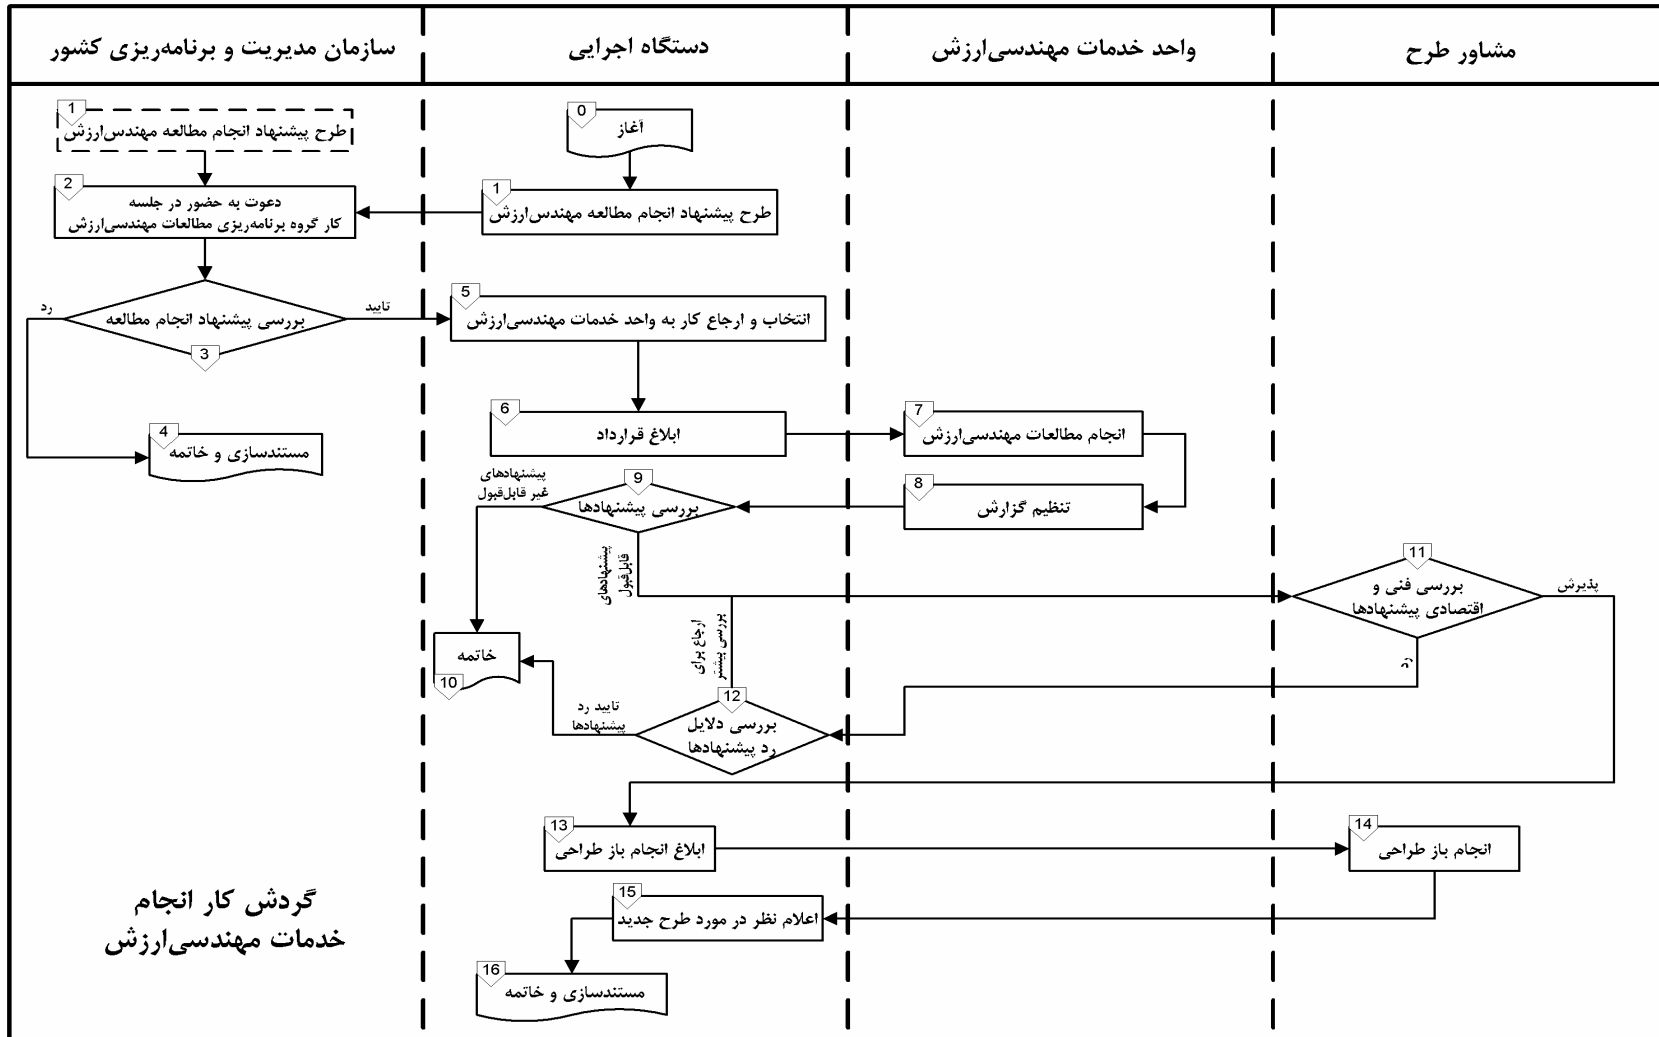 مشاور طرح
واحد خدمات مهندسی‌ارزش
دستگاه اجرایی
سازمان مدیریت و برنامه‌ریزی کشور
0
آغاز
1
طرح پیشنهاد انجام مطالعه مهندس‌ارزش
1
طرح پیشنهاد انجام مطالعه مهندس‌ارزش
2
دعوت به حضور در جلسه
کار گروه برنامه‌ریزی مطالعات مهندسی‌ارزش
رد
بررسی پیشنهاد انجام مطالعه
3
تایید
4
مستندسازی و خاتمه
5
انتخاب و ارجاع کار به واحد خدمات مهندسی‌ارزش
6
ابلاغ قرارداد
7
انجام مطالعات مهندسی‌ارزش
8
تنظیم گزارش
9
بررسی پیشنهادها
پیشنهادهای
غیر قابل‌قبول
پیشنهادهای
قابل‌قبول
10
خاتمه
11
بررسی فنی و
اقتصادی پیشنهادها
پذیرش
رد
12
بررسی دلایل
رد پیشنهادها
ارجاع برای
بررسی بیشتر
تایید رد
پیشنهادها
13
ابلاغ انجام باز طراحی
14
انجام باز طراحی
15
اعلام نظر در مورد طرح جدید
16
مستندسازی و خاتمه
گردش کار انجام
خدمات مهندسی‌ارزش